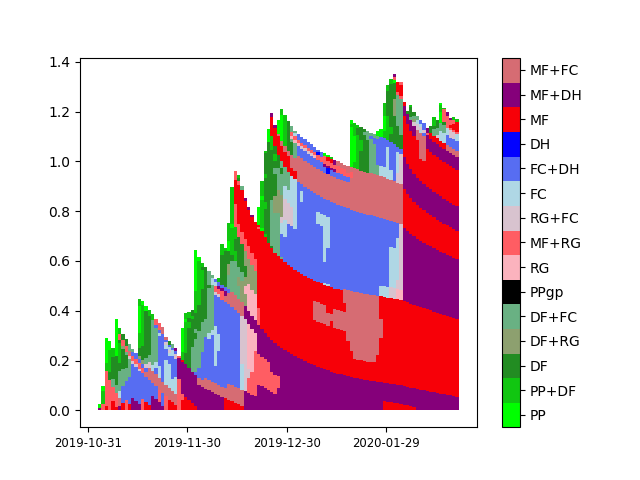 1.4
1.2
1.0
0.8
0.6
0.4
0.2
0.0
2019-10-31
2019-11-30
2019-12-30
2020-01-29
MF+FC
MF+DH
MF
DH
FC+DH
FC
RG+FC
MF+RG
RG
PPgp
DF+FC
DF+RG
DF
PP+DF
PP